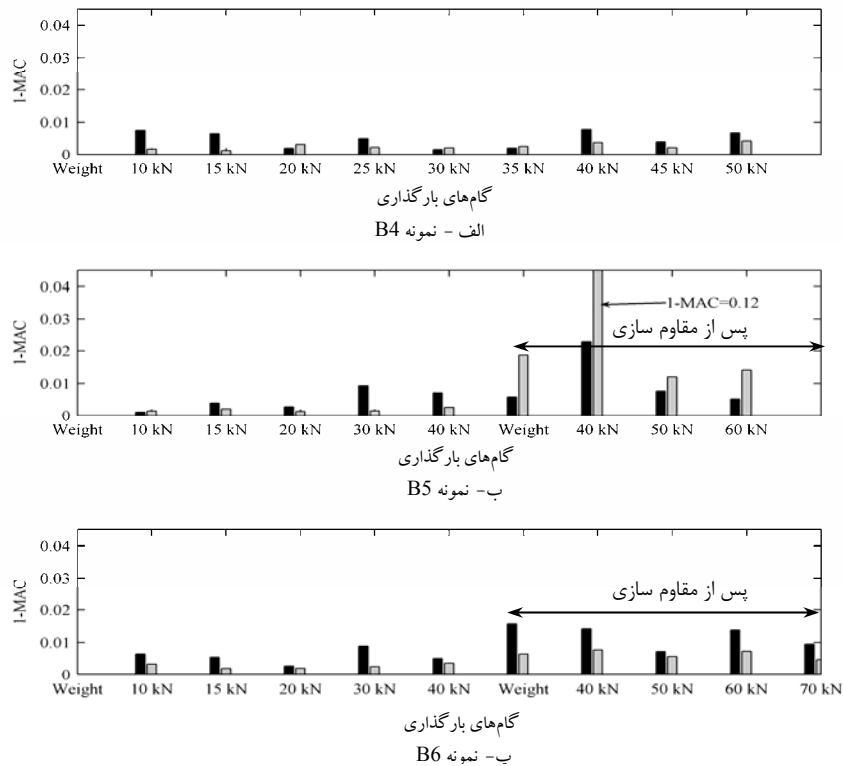 0.04
0.03
0.02
0.01
0
1-MAC
Weight 10 kN 15 kN 20 kN 25 kN 30 kN 35 kN 40 kN 45 kN 50 kN
گام‌های بارگذاری
الف - نمونه B4
0.04
0.03
0.02
0.01
0
1-MAC
1-MAC=0.12
پس از مقاوم سازی
Weight 10 kN 15 kN 20 kN 30 kN 40 kN Weight 40 kN 50 kN 60 kN
گام‌های بارگذاری
ب- نمونه B5
0.04
0.03
0.02
0.01
0
1-MAC
پس از مقاوم سازی
Weight 10 kN 15 kN 20 kN 30 kN 40 kN Weight 40 kN 50 kN 60 kN 70 kN
گام‌های بارگذاری
پ- نمونه B6